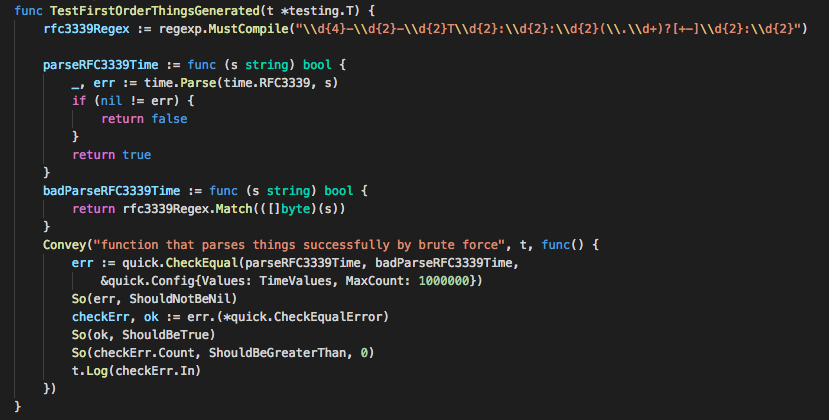 func TestFirstOrderThingsGenerated(t *testing.T) {
    rfc3339Regex := regexp.MustCompile("\\d{4}-\\d{2}-\\d{2}T\\d{2}:\\d{2}:\\d{2}(\\.\\d+)?[+-]\\d{2}:\\d{2}")
    parseRFC3339Time := func (s string) bool {
        _, err := time.Parse(time.RFC3339, s)
        if (nil != err) {
            return false
        }
        return true
    }
    badParseRFC3339Time := func (s string) bool {
        return rfc3339Regex.Match(([]byte)(s))
    }
    Convey("function that parses things successfully by brute force", t, func() {
        err := quick.CheckEqual(parseRFC3339Time, badParseRFC3339Time,
            &quick.Config{Values: TimeValues, MaxCount: 1000000})
        So(err, ShouldNotBeNil)
        checkErr, ok := err.(*quick.CheckEqualError)
        So(ok, ShouldBeTrue)
        So(checkErr.Count, ShouldBeGreaterThan, 0)
        t.Log(checkErr.In)
    })
}